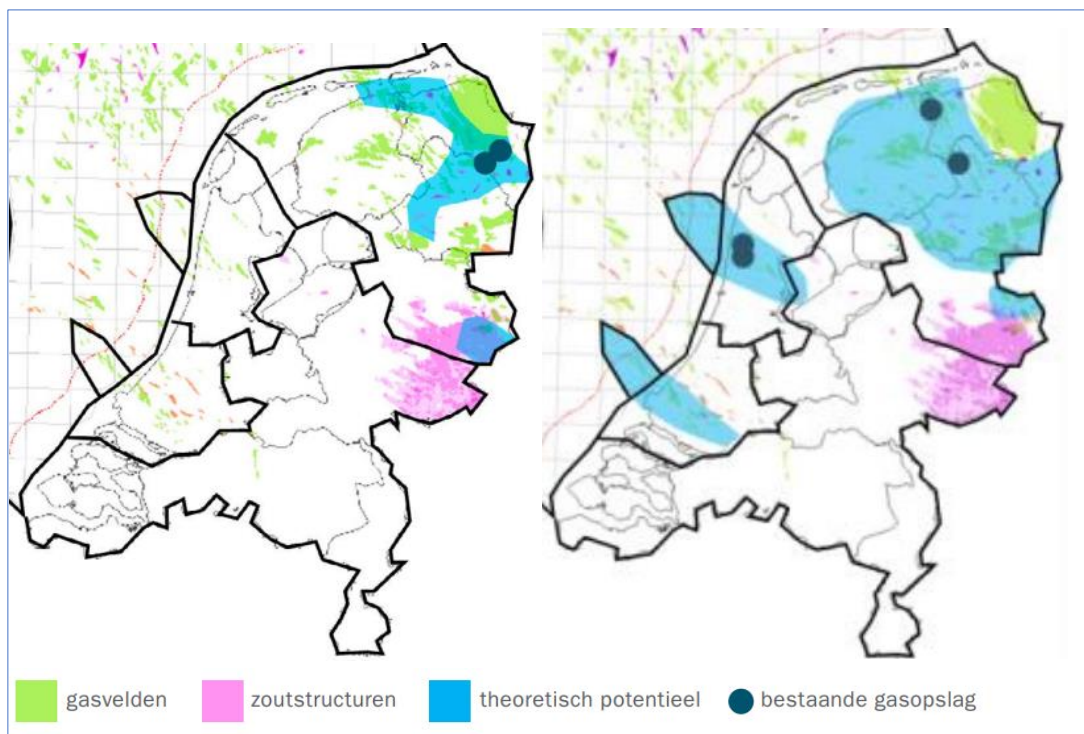 gasvelden
zoutstructuren
theoretisch potentieel
bestaande gasopslag